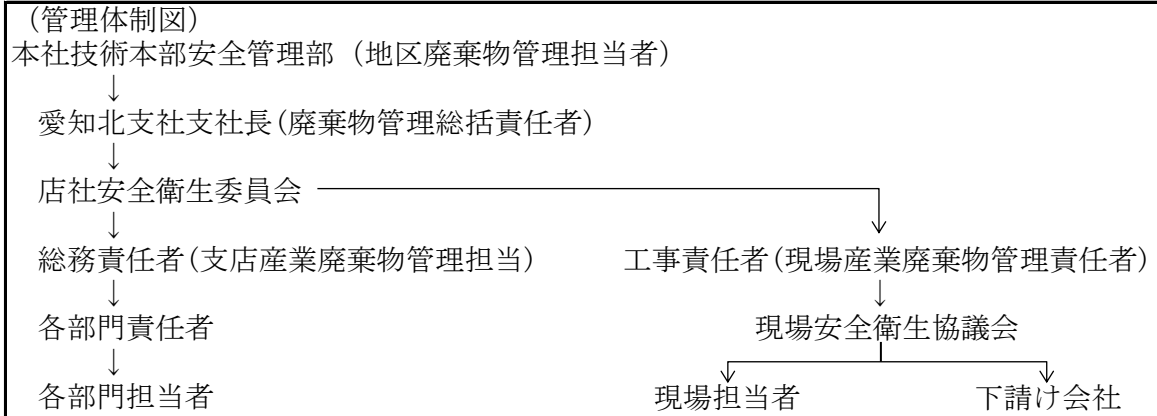 （管理体制図）
本社技術本部安全管理部（地区廃棄物管理担当者）
↓
愛知北支社支社長(廃棄物管理総括責任者)
↓
店社安全衛生委員会
↓
総務責任者(支店産業廃棄物管理担当) 工事責任者(現場産業廃棄物管理責任者)
↓ ↓
各部門責任者 現場安全衛生協議会
↓
各部門担当者 現場担当者 下請け会社